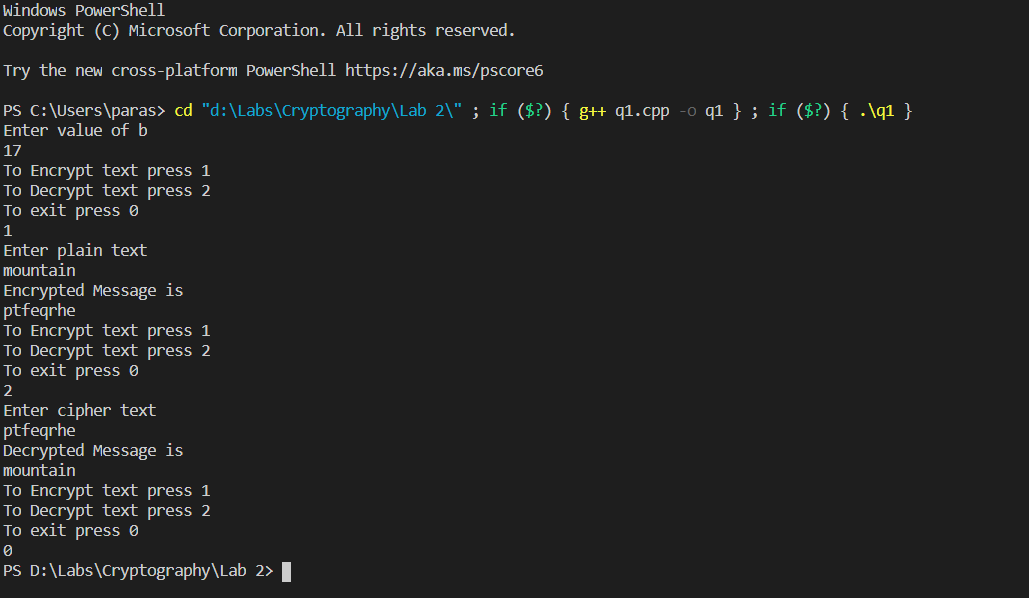 Windows PowerShell
Copyright (C) Microsoft Corporation. All rights reserved.
Try the new cross-platform PowerShell https://aka.ms/pscore6
PS C:\Users\paras> cd "d:\Labs\Cryptography\Lab 2\" ; if ($?) { g++ q1.cpp -o q1 } ; if ($?) { .\q1 }
Enter value of b
17
To Encrypt text press 1
To Decrypt text press 2
To exit press 0
1
Enter plain text
mountain
Encrypted Message is
ptfeqrhe
To Encrypt text press 1
To Decrypt text press 2
To exit press 0
2
Enter cipher text
ptfeqrhe
Decrypted Message is
mountain
To Encrypt text press 1
To Decrypt text press 2
To exit press 0
0
PS D:\Labs\Cryptography\Lab 2>